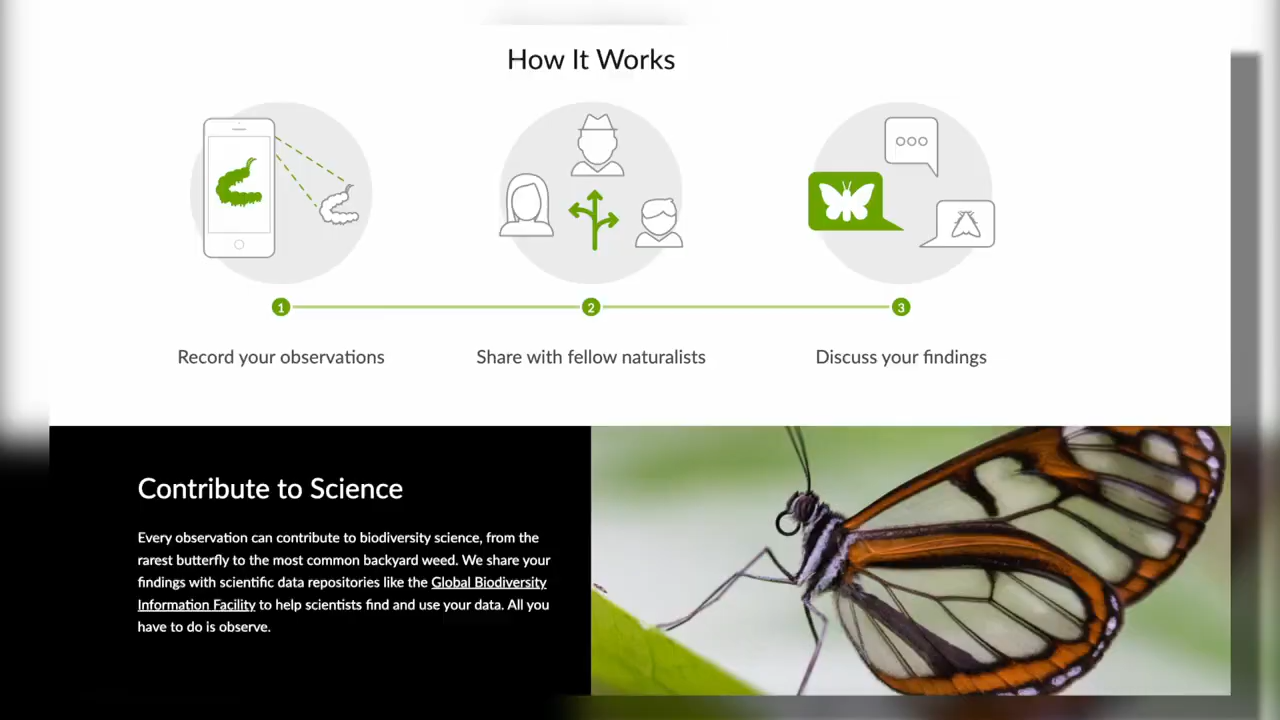 How It Works
1
2
3
Record your observations
Share with fellow naturalists
Discuss your findings
Contribute to Science
Every observation can contribute to biodiversity science, from the
rarest butterfly to the most common backyard weed. We share your
findings with scientific data repositories like the Global Biodiversity
Information Facility to help scientists find and use your data. All you
have to do is observe.